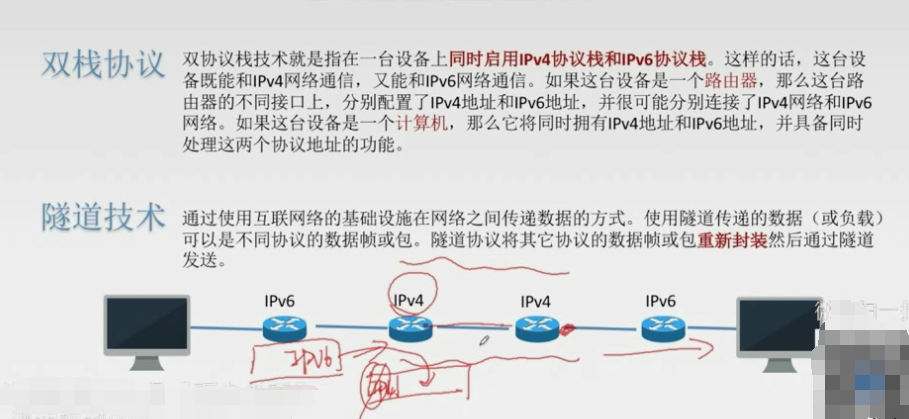 双栈协议
双协议栈技术就是指在一台设备上同时启用IPv4协议栈和IPv6协议栈。这样的话，这台设
备既能和IPv4网络通信，又能和IPv6网络通信。如果这台设备是一个路由器，那么这台路
由器的不同接口上，分别配置了IPv4地址和IPv6地址，并很可能分别连接了IPv4网络和IPv6
网络。如果这台设备是一个计算机，那么它将同时拥有IPv4地址和IPv6地址，并具备同时
处理这两个协议地址的功能。
隧道技术
通过使用互联网络的基础设施在网络之间传递数据的方式。使用隧道传递的数据（或负载）
可以是不同协议的数据帧或包。隧道协议将其它协议的数据帧或包重新封装然后通过隧道
发送。
IPv6
IPv4
IPv4
IPv6
IPV6